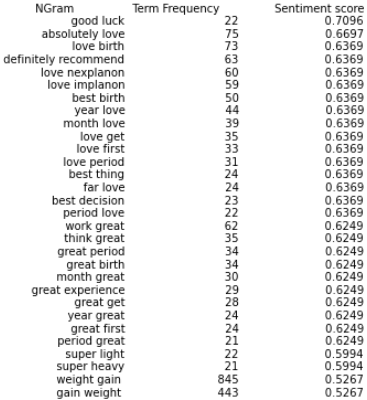 NGram Term Frequency Sentiment score
good luck 22 0.7096
absolutely love 75 0.6697
love birth 73 0.6369
definitely recommend 63 0.6369
love nexplanon 60 0.6369
love implanon 59 0.6369
best birth 50 0.6369
year love 44 0.6369
month love 39 0.6369
love get 35 0.6369
love first 33 0.6369
love period 31 0.6369
best thing 24 0.6369
far love 24 0.6369
best decision 23 0.6369
period love 22 0.6369
work great 62 0.6249
think great 35 0.6249
great period 34 0.6249
great birth 34 0.6249
month great 30 0.6249
great experience 29 0.6249
great get 28 0.6249
year great 24 0.6249
great first 24 0.6249
period great 21 0.6249
super light 22 0.5994
super heavy 21 0.5994
weight gain 845 0.5267
gain weight 443 0.5267